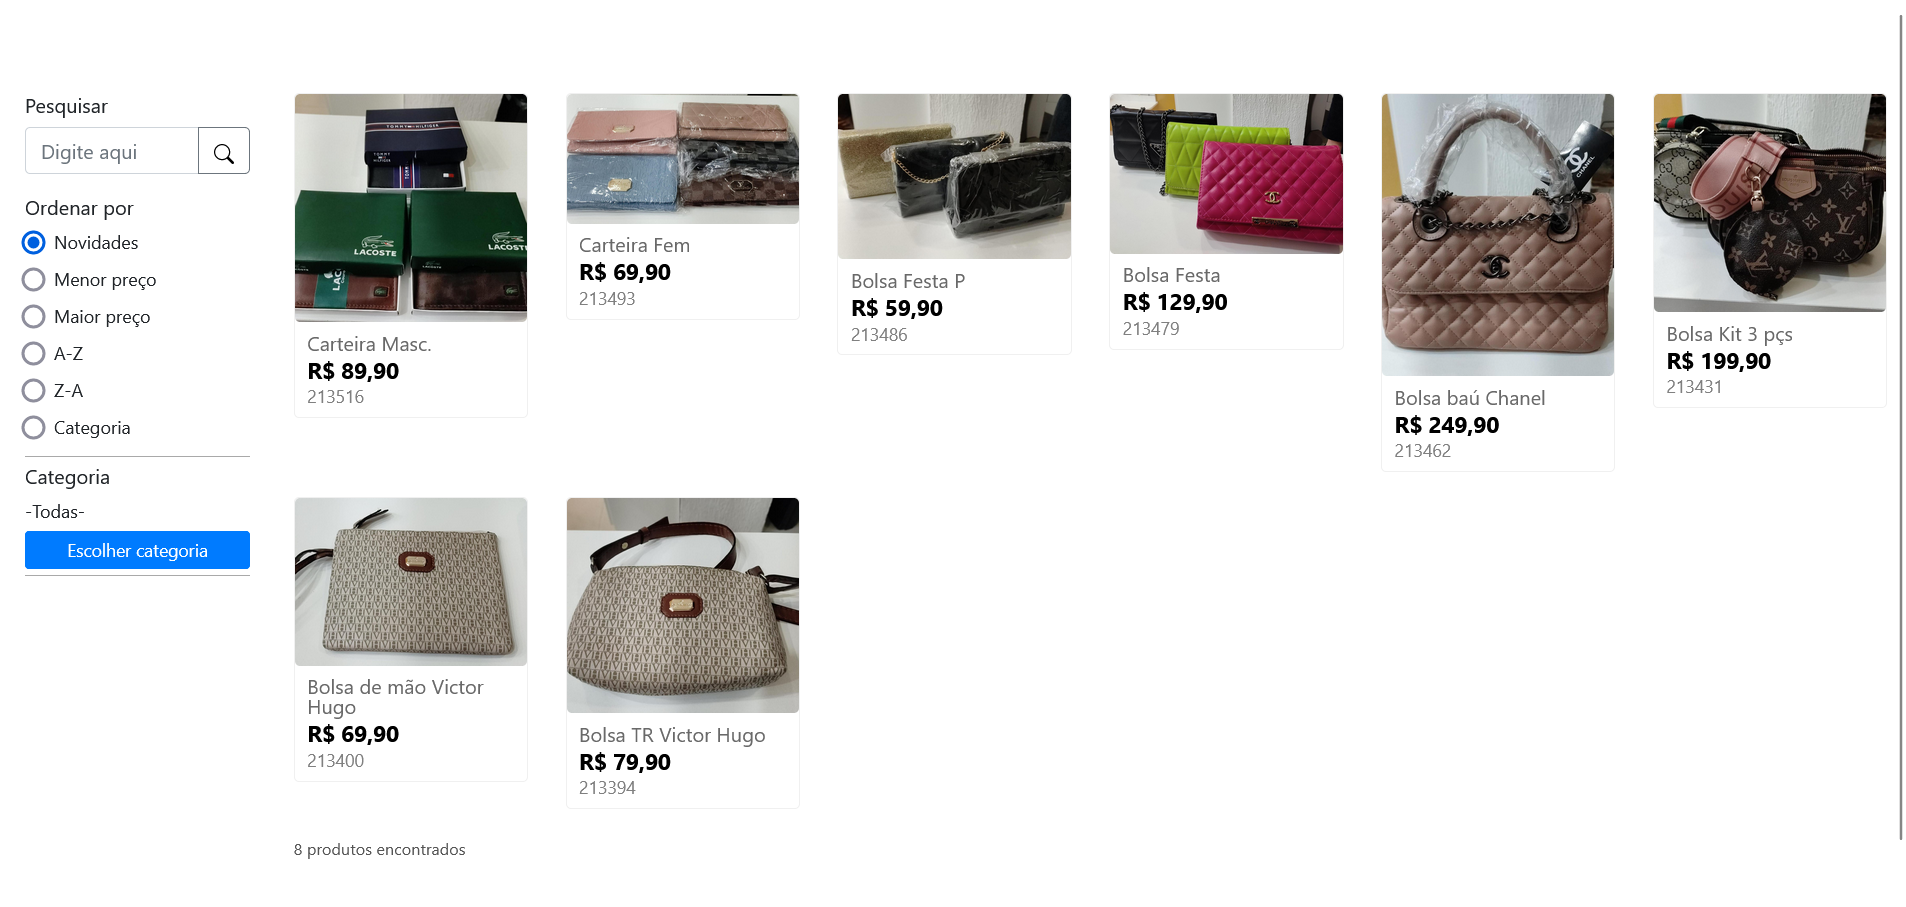 Pesquisar
Digite aqui
Ordenar por
Novidades
Menor preço
Maior preço
A-Z
Z-A
Categoria
Categoria
-Todas-
Escolher categoria
TOMMY HILFIGER
TOMMY
LACOSTE
LACOSTE
Carteira Masc.
R$ 89,90
213516
Carteira Fem
R$ 69,90
213493
Bolsa Festa P
R$ 59,90
213486
Bolsa Festa
R$ 129,90
213479
CHANEL
Bolsa baú Chanel
R$ 249,90
213462
Bolsa Kit 3 pçs
R$ 199,90
213431
Bolsa de mão Victor
Hugo
R$ 69,90
213400
Bolsa TR Victor Hugo
R$ 79,90
213394
8 produtos encontrados